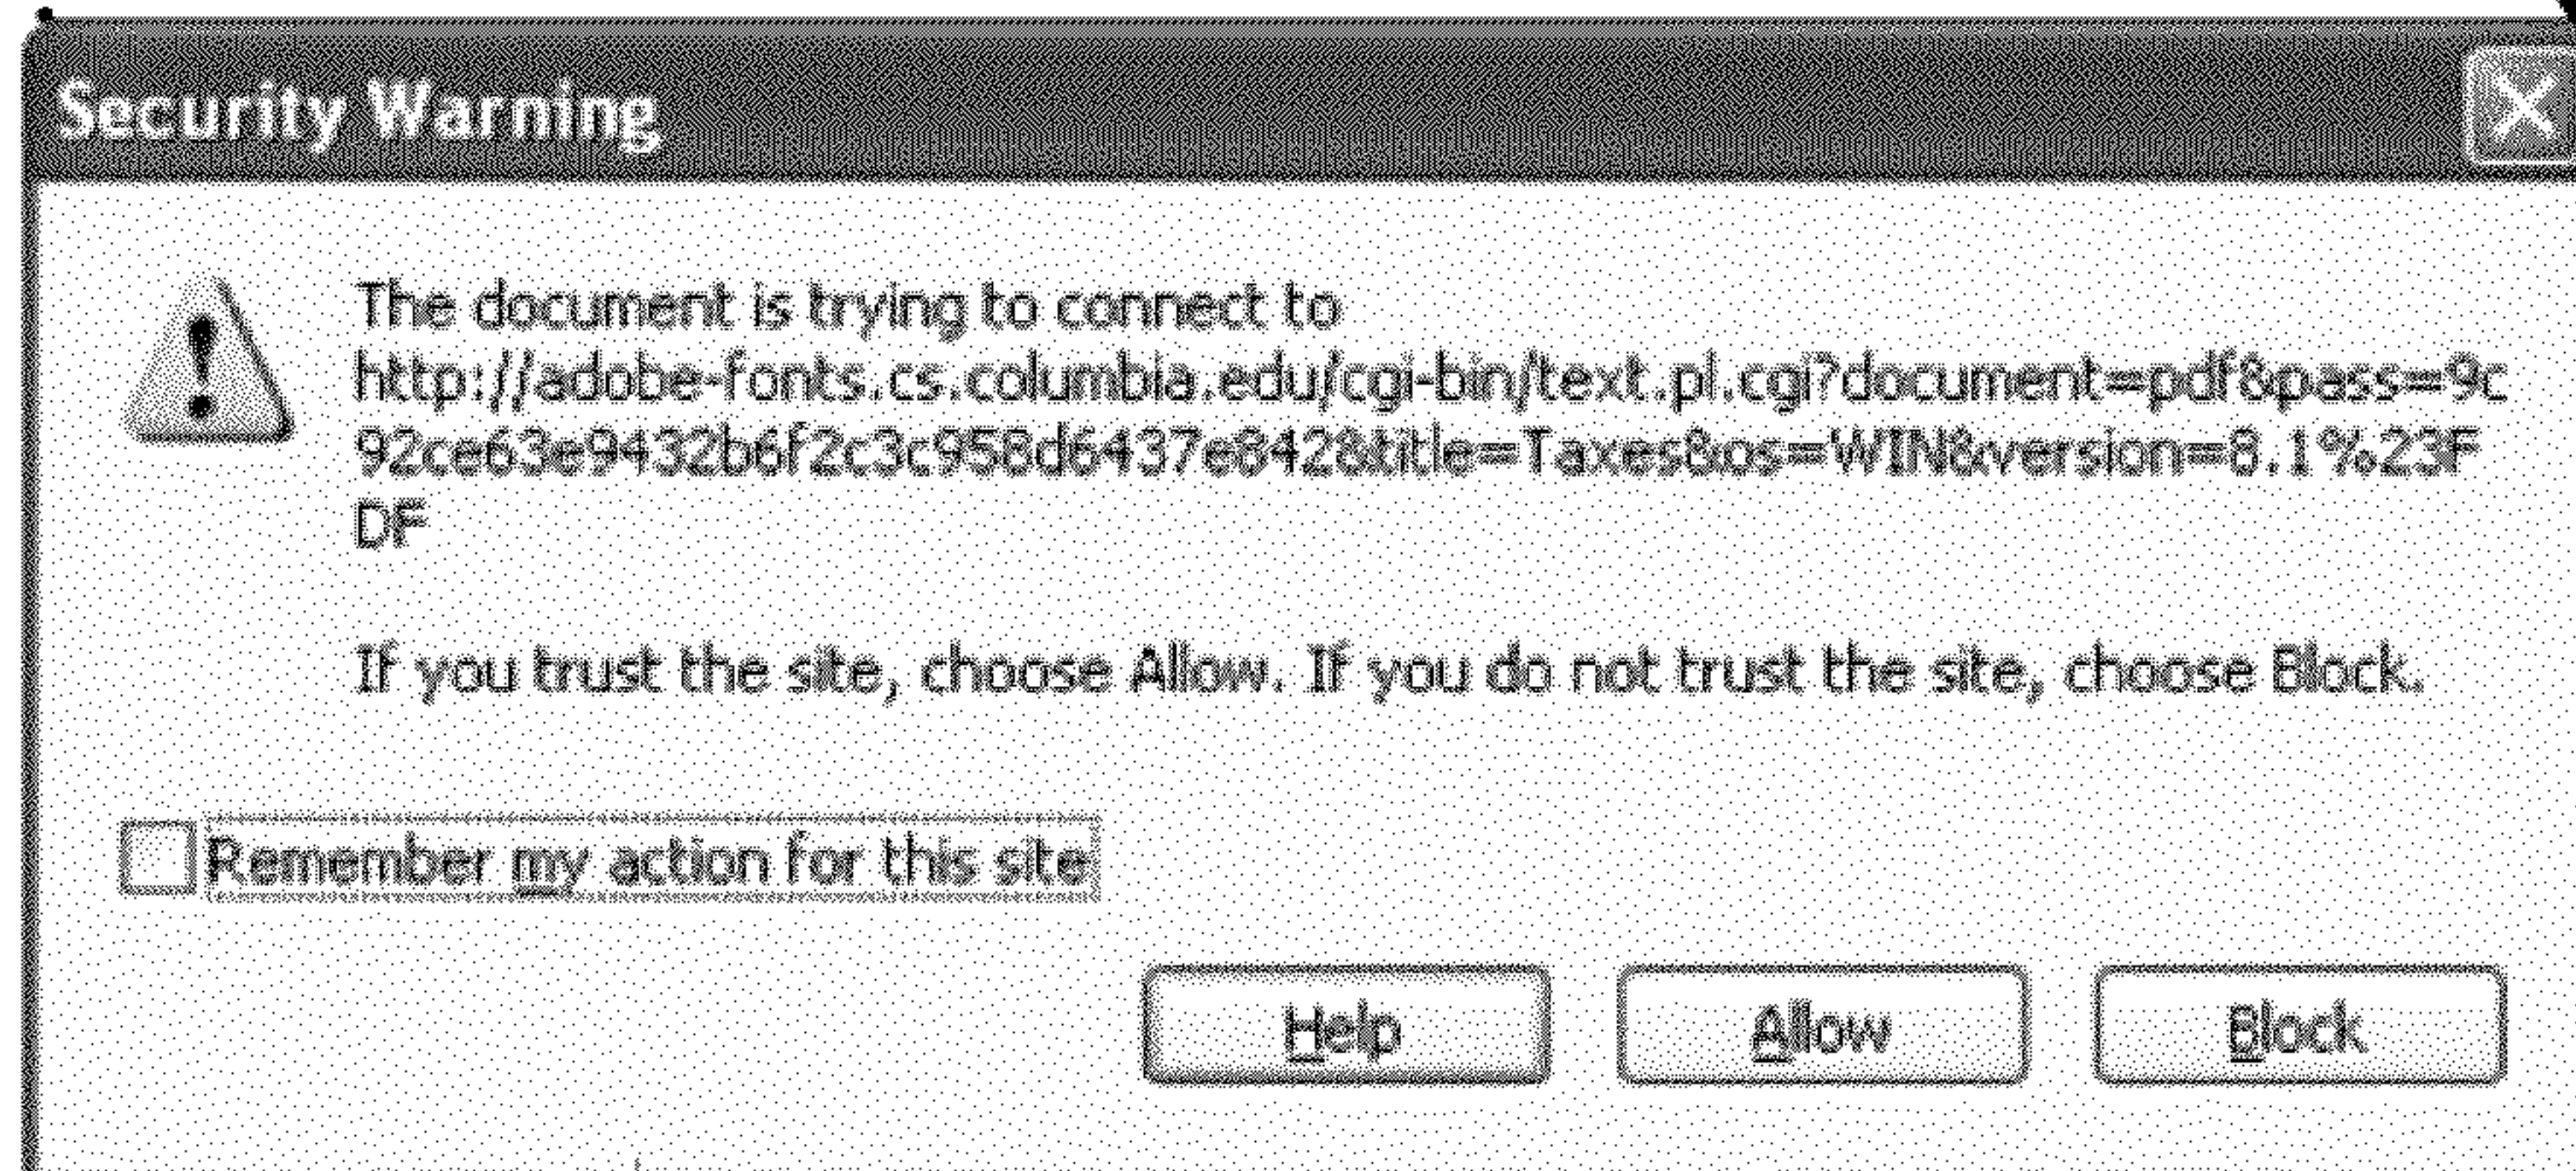 Security Warning
The document is trying to connect to
http://adobe-fonts.cs.columbia.edu/cgi-bin/text.pl.cgi?document=pdf&pass=9c
92ce63e9432b6f2c3c958d6437e842&title=Taxes&os=WIN&version=8.1%23F
DF
If you trust the site, choose Allow. If you do not trust the site, choose Block.
Remember my action for this site
Help Allow Block